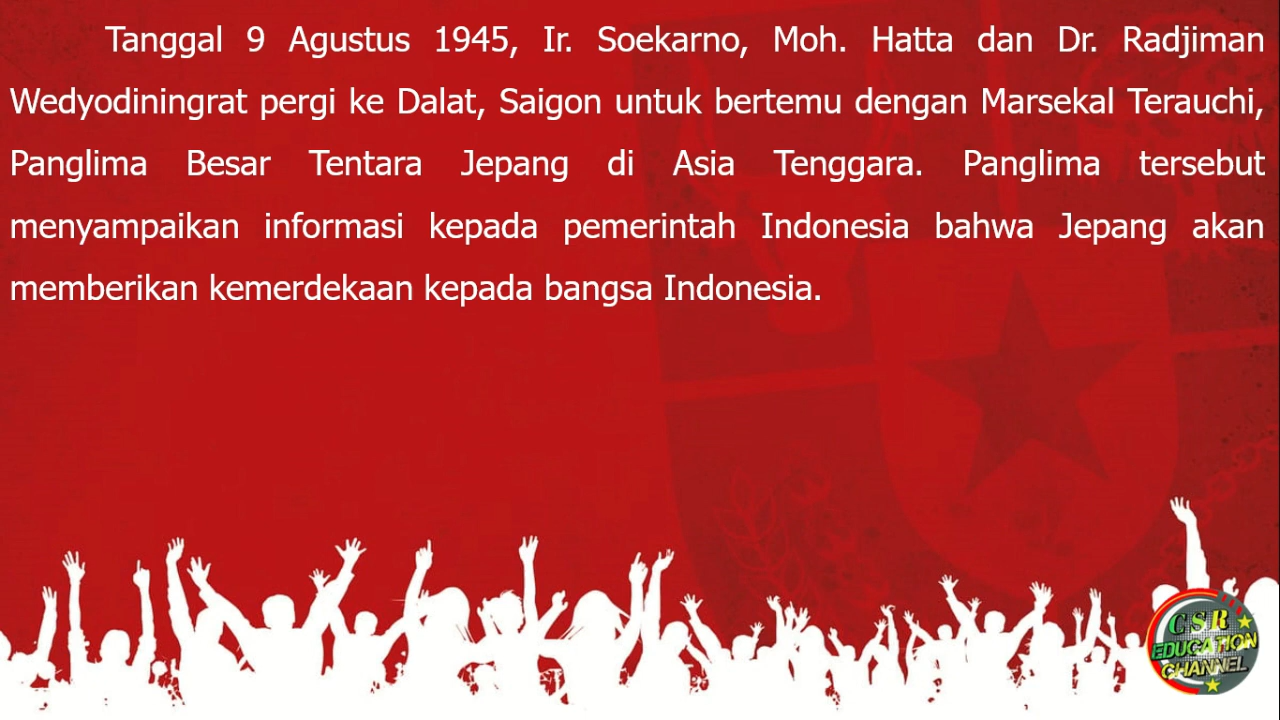 Tanggal 9 Agustus 1945, Ir. Soekarno, Moh. Hatta dan Dr. Radjiman
Wedyodiningrat pergi ke Dalat, Saigon untuk bertemu dengan Marsekal Terauchi,
Panglima Besar Tentara Jepang di Asia Tenggara. Panglima tersebut
menyampaikan informasi kepada pemerintah Indonesia bahwa Jepang akan
memberikan kemerdekaan kepada bangsa Indonesia.
CSR
EDUCATION
CHANNEL